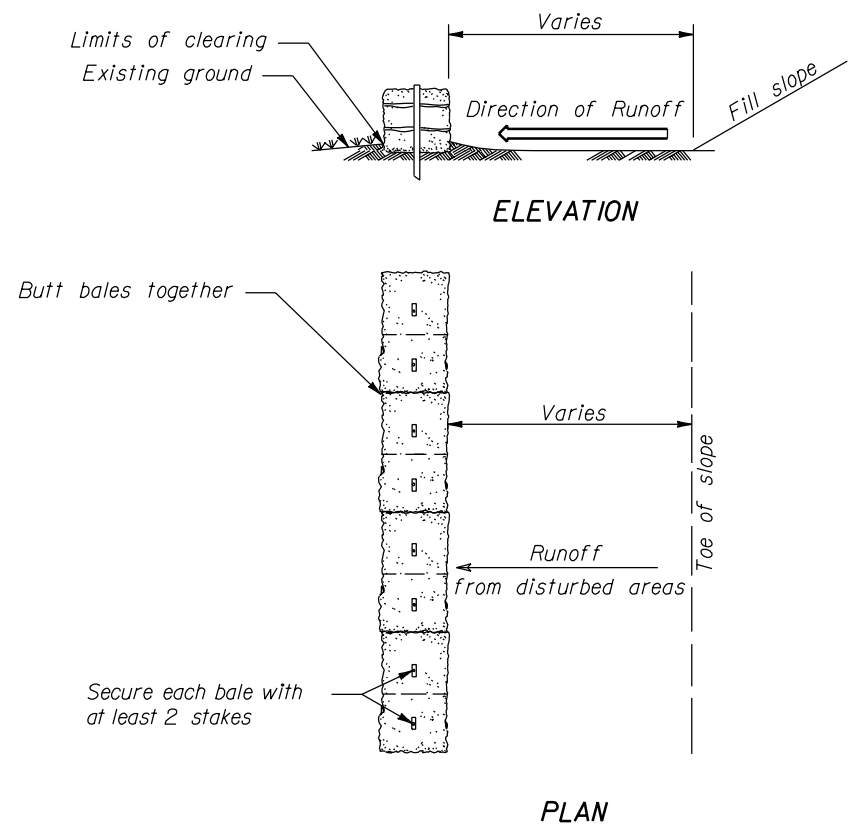 Varies
Limits of clearing
Existing ground
Direction of Runoff
Fill slope
ELEVATION
Butt bales together
Varies
Toe of slope
Runoff
from disturbed areas
Secure each bale with
at least 2 stakes
PLAN